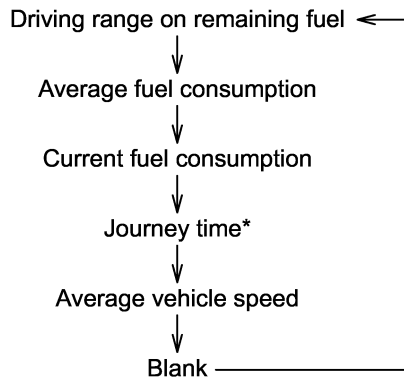 Driving range on remaining fuel
Average fuel consumption
Current fuel consumption
Journey time*
Average vehicle speed
Blank